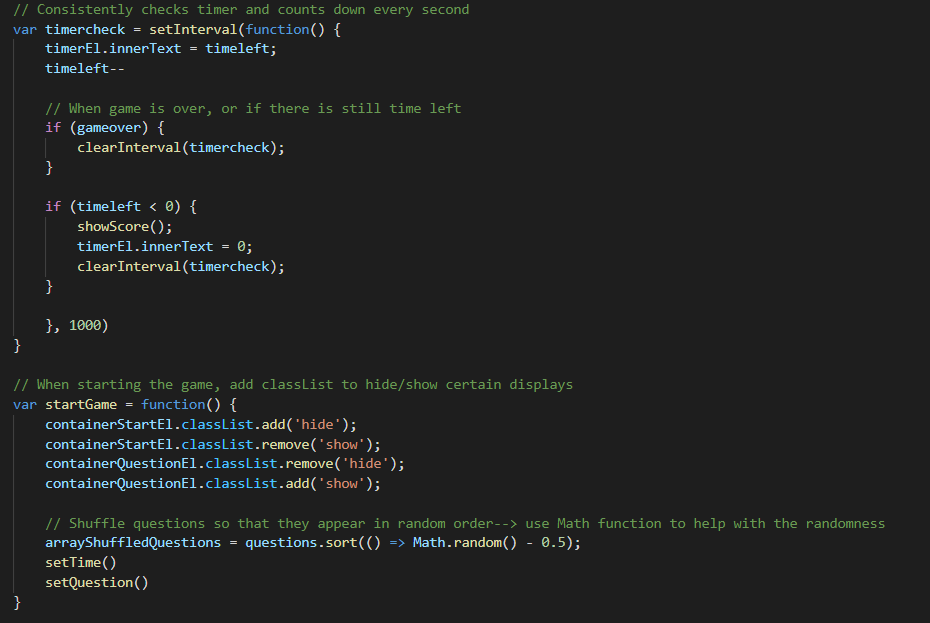 // Consistently checks timer and counts down every second
var timercheck = setInterval(function() {
    timerEl.innerText = timeleft;
    timeleft--

    // When game is over, or if there is still time left
    if (gameover) {
        clearInterval(timercheck);
    }

    if (timeleft < 0) {
        showScore();
        timerEl.innerText = 0;
        clearInterval(timercheck);
    }

    }, 1000)
}

// When starting the game, add classList to hide/show certain displays
var startGame = function() {
    containerStartEl.classList.add('hide');
    containerStartEl.classList.remove('show');
    containerQuestionEl.classList.remove('hide');
    containerQuestionEl.classList.add('show');

    // Shuffle questions so that they appear in random order--> use Math function to help with the randomness
    arrayShuffledQuestions = questions.sort(() => Math.random() - 0.5);
    setTime()
    setQuestion()
}